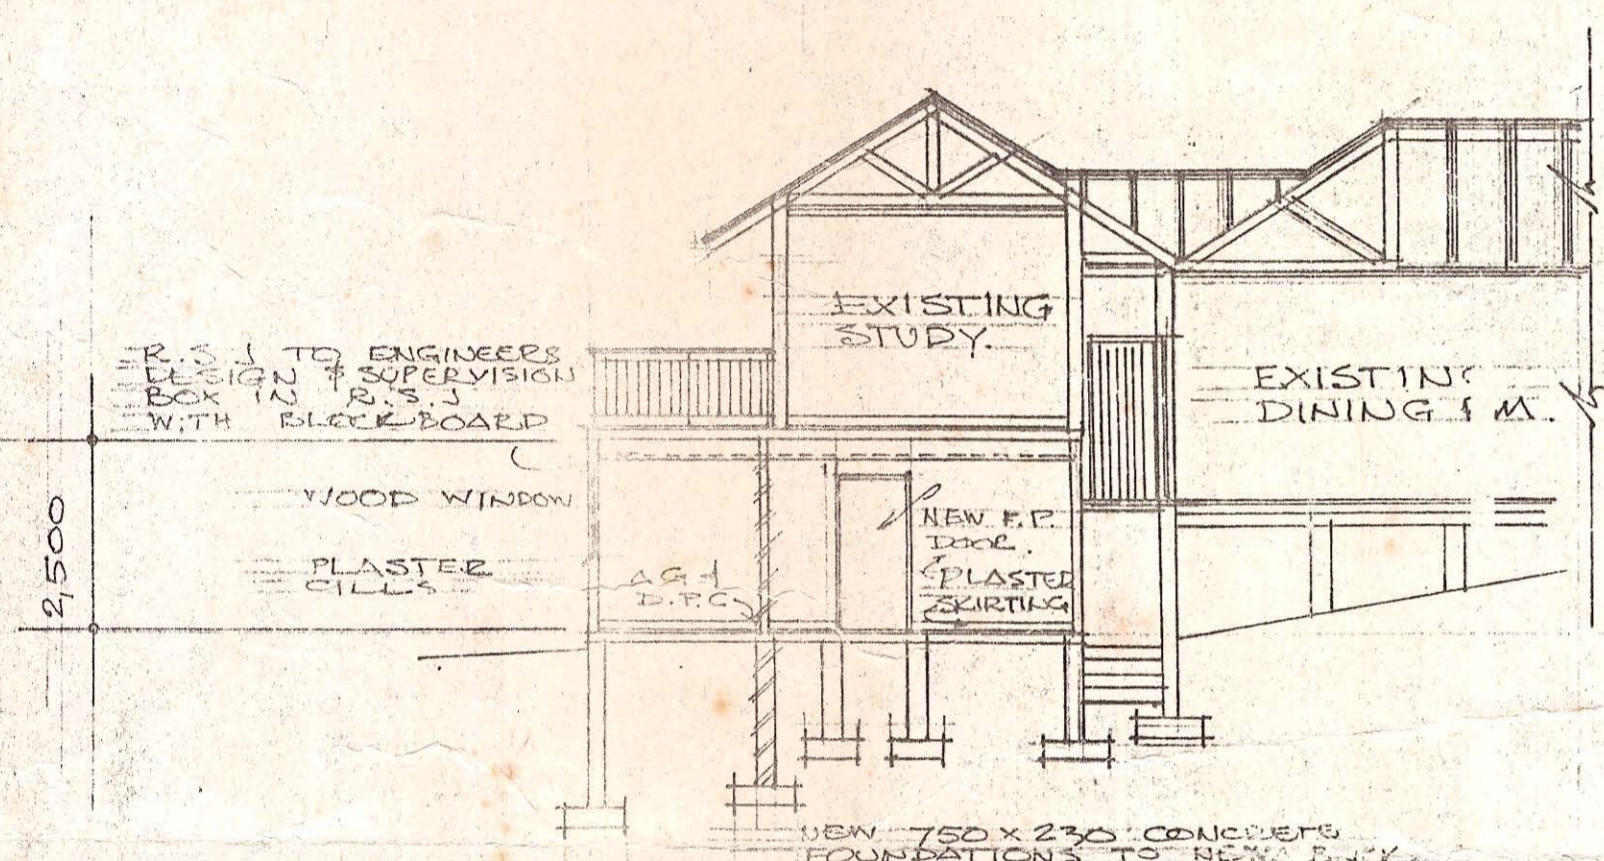 EXISTING
STUDY.
R.S.J TO ENGINEERS
DESIGN & SUPERVISION
BOX IN R.S.J
WITH BLOCKBOARD
EXISTING
DINING RM.
WOOD WINDOW
2,500
NEW F.P.
DOOR.
PLASTER
SKIRTING
PLASTER
CILLS
D.P.C
NEW 750 X 230 CONCRETE
FOUNDATIONS TO NEW